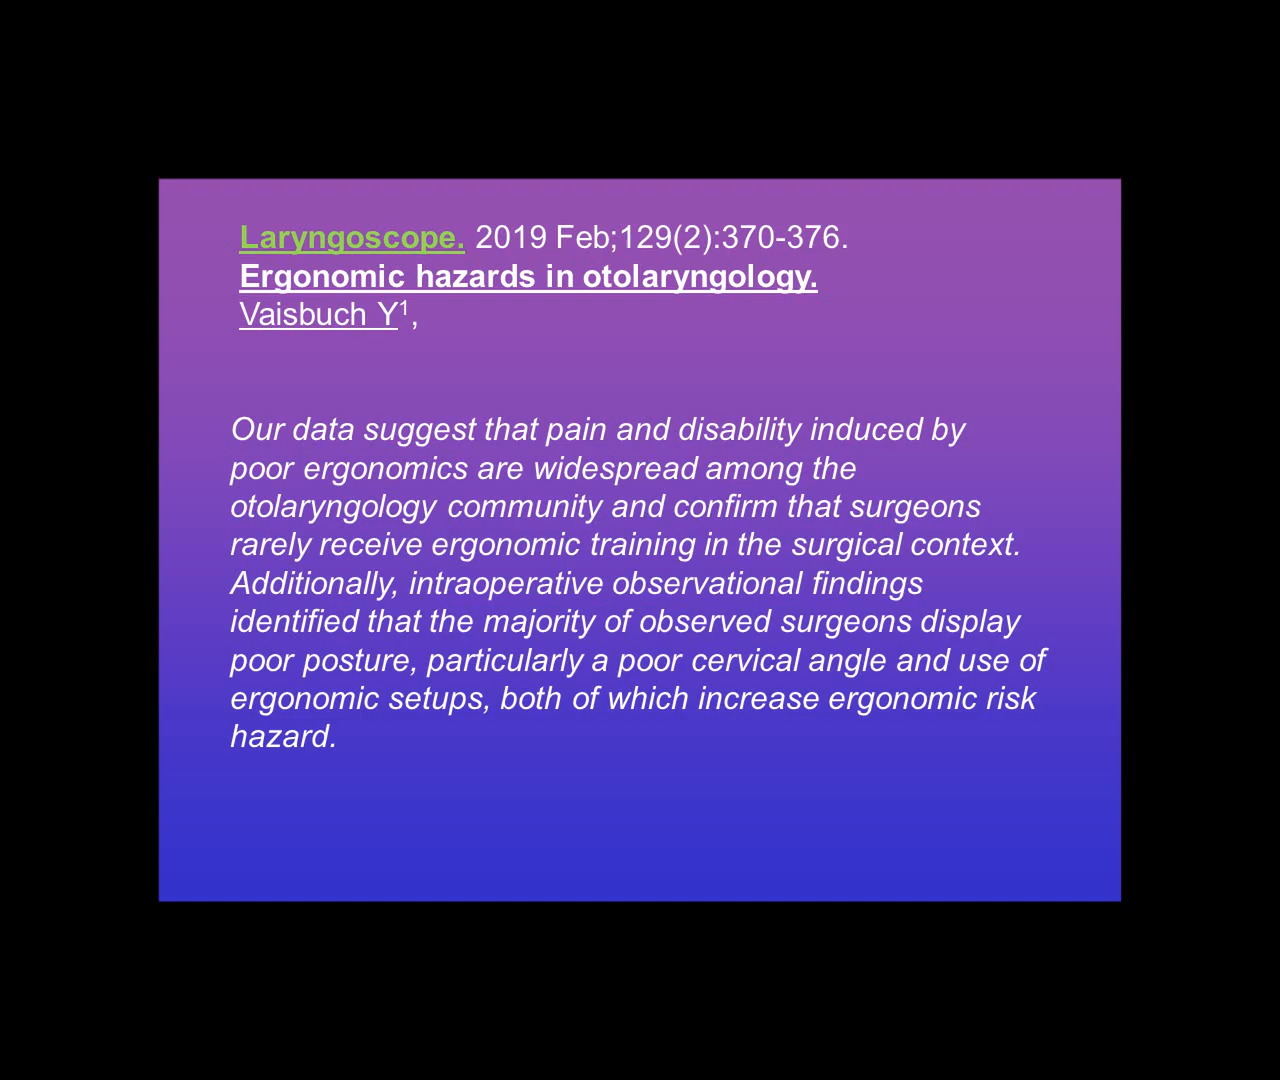 Laryngoscope. 2019 Feb;129(2):370-376.
Ergonomic hazards in otolaryngology.
Vaisbuch Y¹,
Our data suggest that pain and disability induced by
poor ergonomics are widespread among the
otolaryngology community and confirm that surgeons
rarely receive ergonomic training in the surgical context.
Additionally, intraoperative observational findings
identified that the majority of observed surgeons display
poor posture, particularly a poor cervical angle and use of
ergonomic setups, both of which increase ergonomic risk
hazard.